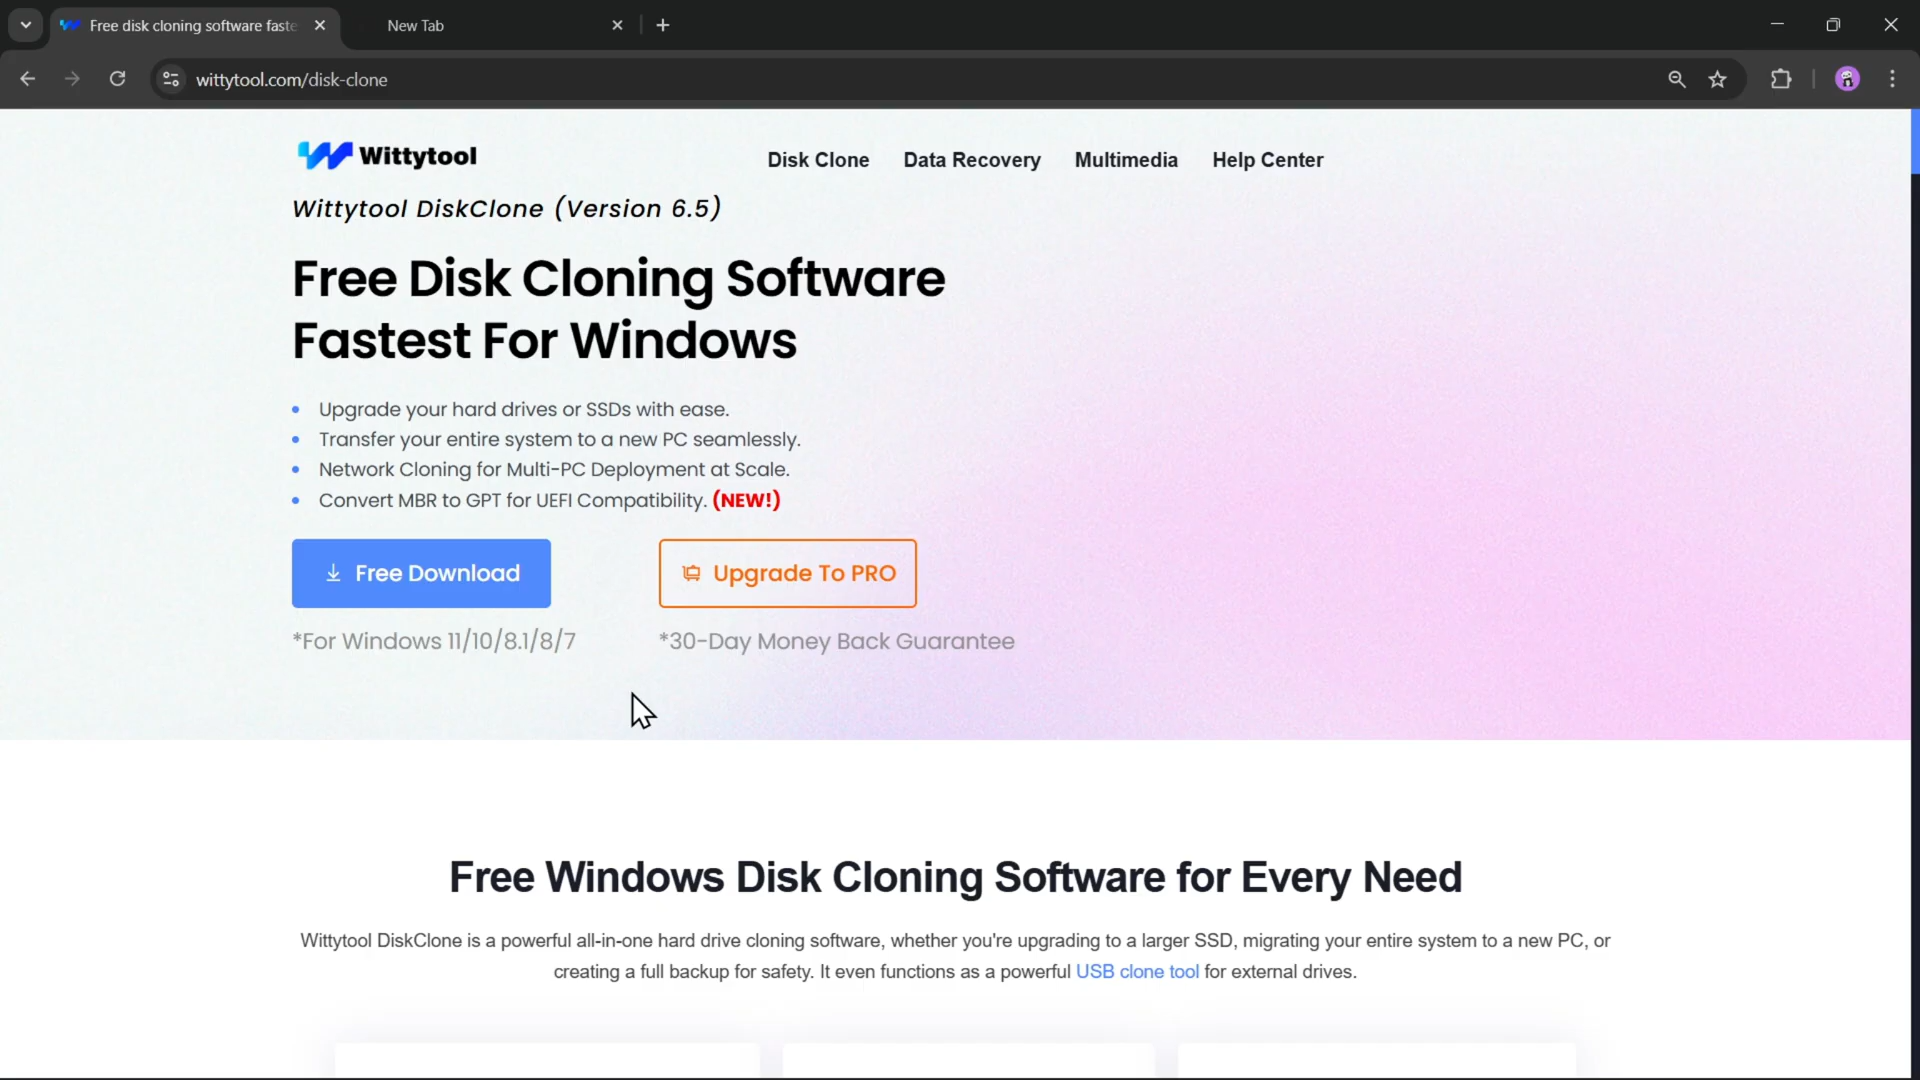 Free disk cloning software faste
New Tab
wittytool.com/disk-clone
Wittytool
Disk Clone
Data Recovery
Multimedia
Help Center
Wittytool DiskClone (Version 6.5)
Free Disk Cloning Software
Fastest For Windows
Upgrade your hard drives or SSDs with ease.
Transfer your entire system to a new PC seamlessly.
Network Cloning for Multi-PC Deployment at Scale.
Convert MBR to GPT for UEFI Compatibility. (NEW!)
Free Download
Upgrade To PRO
*For Windows 11/10/8.1/8/7
*30-Day Money Back Guarantee
Free Windows Disk Cloning Software for Every Need
Wittytool DiskClone is a powerful all-in-one hard drive cloning software, whether you're upgrading to a larger SSD, migrating your entire system to a new PC, or
creating a full backup for safety. It even functions as a powerful USB clone tool for external drives.